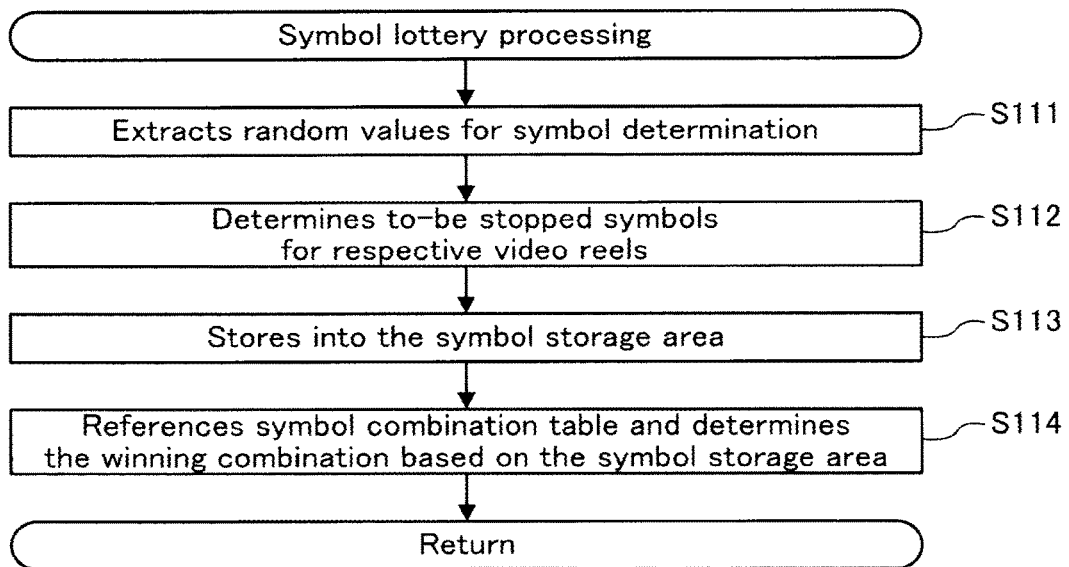 Symbol lottery processing
Extracts random values for symbol determination
S111
Determines to-be stopped symbols
for respective video reels
S112
Stores into the symbol storage area
S113
References symbol combination table and determines
the winning combination based on the symbol storage area
S114
Return